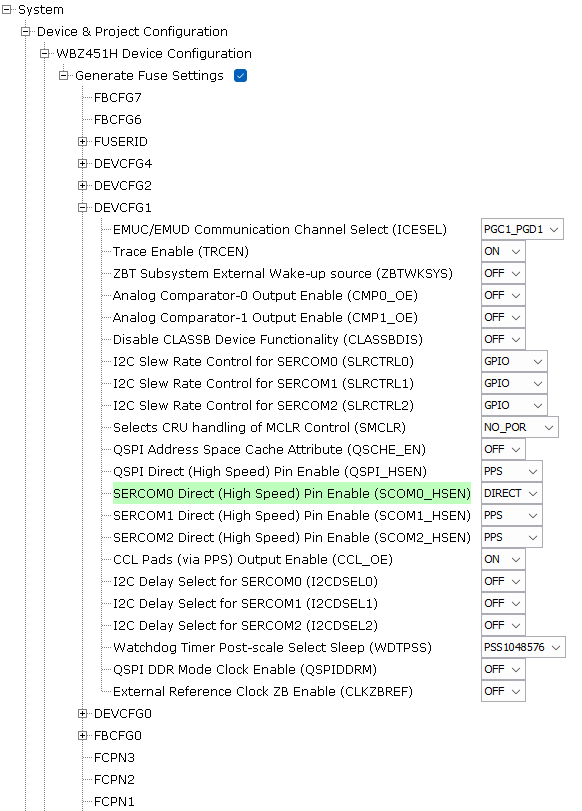 System
Device & Project Configuration
WBZ451H Device Configuration
Generate Fuse Settings
FBCFG7
FBCFG6
FUSERID
DEVCFG4
DEVCFG2
DEVCFG1
EMUC/EMUD Communication Channel Select (ICESEL) PGC1_PGD1
Trace Enable (TRCEN) ON
ZBT Subsystem External Wake-up source (ZBTWKSYS) OFF
Analog Comparator-0 Output Enable (CMP0_OE) OFF
Analog Comparator-1 Output Enable (CMP1_OE) OFF
Disable CLASSB Device Functionality (CLASSBDIS) OFF
I2C Slew Rate Control for SERCOM0 (SLRCTRL0) GPIO
I2C Slew Rate Control for SERCOM1 (SLRCTRL1) GPIO
I2C Slew Rate Control for SERCOM2 (SLRCTRL2) GPIO
Selects CRU handling of MCLR Control (SMCLR) NO_POR
QSPI Address Space Cache Attribute (QSCHE_EN) OFF
QSPI Direct (High Speed) Pin Enable (QSPI_HSEN) PPS
SERCOM0 Direct (High Speed) Pin Enable (SCOM0_HSEN) DIRECT
SERCOM1 Direct (High Speed) Pin Enable (SCOM1_HSEN) PPS
SERCOM2 Direct (High Speed) Pin Enable (SCOM2_HSEN) PPS
CCL Pads (via PPS) Output Enable (CCL_OE) ON
I2C Delay Select for SERCOM0 (I2CDSEL0) OFF
I2C Delay Select for SERCOM1 (I2CDSEL1) OFF
I2C Delay Select for SERCOM2 (I2CDSEL2) OFF
Watchdog Timer Post-scale Select Sleep (WDTPSS) PSS1048576
QSPI DDR Mode Clock Enable (QSPIDDRM) OFF
External Reference Clock ZB Enable (CLKZBREF) OFF
DEVCFG0
FBCFG0
FCPN3
FCPN2
FCPN1